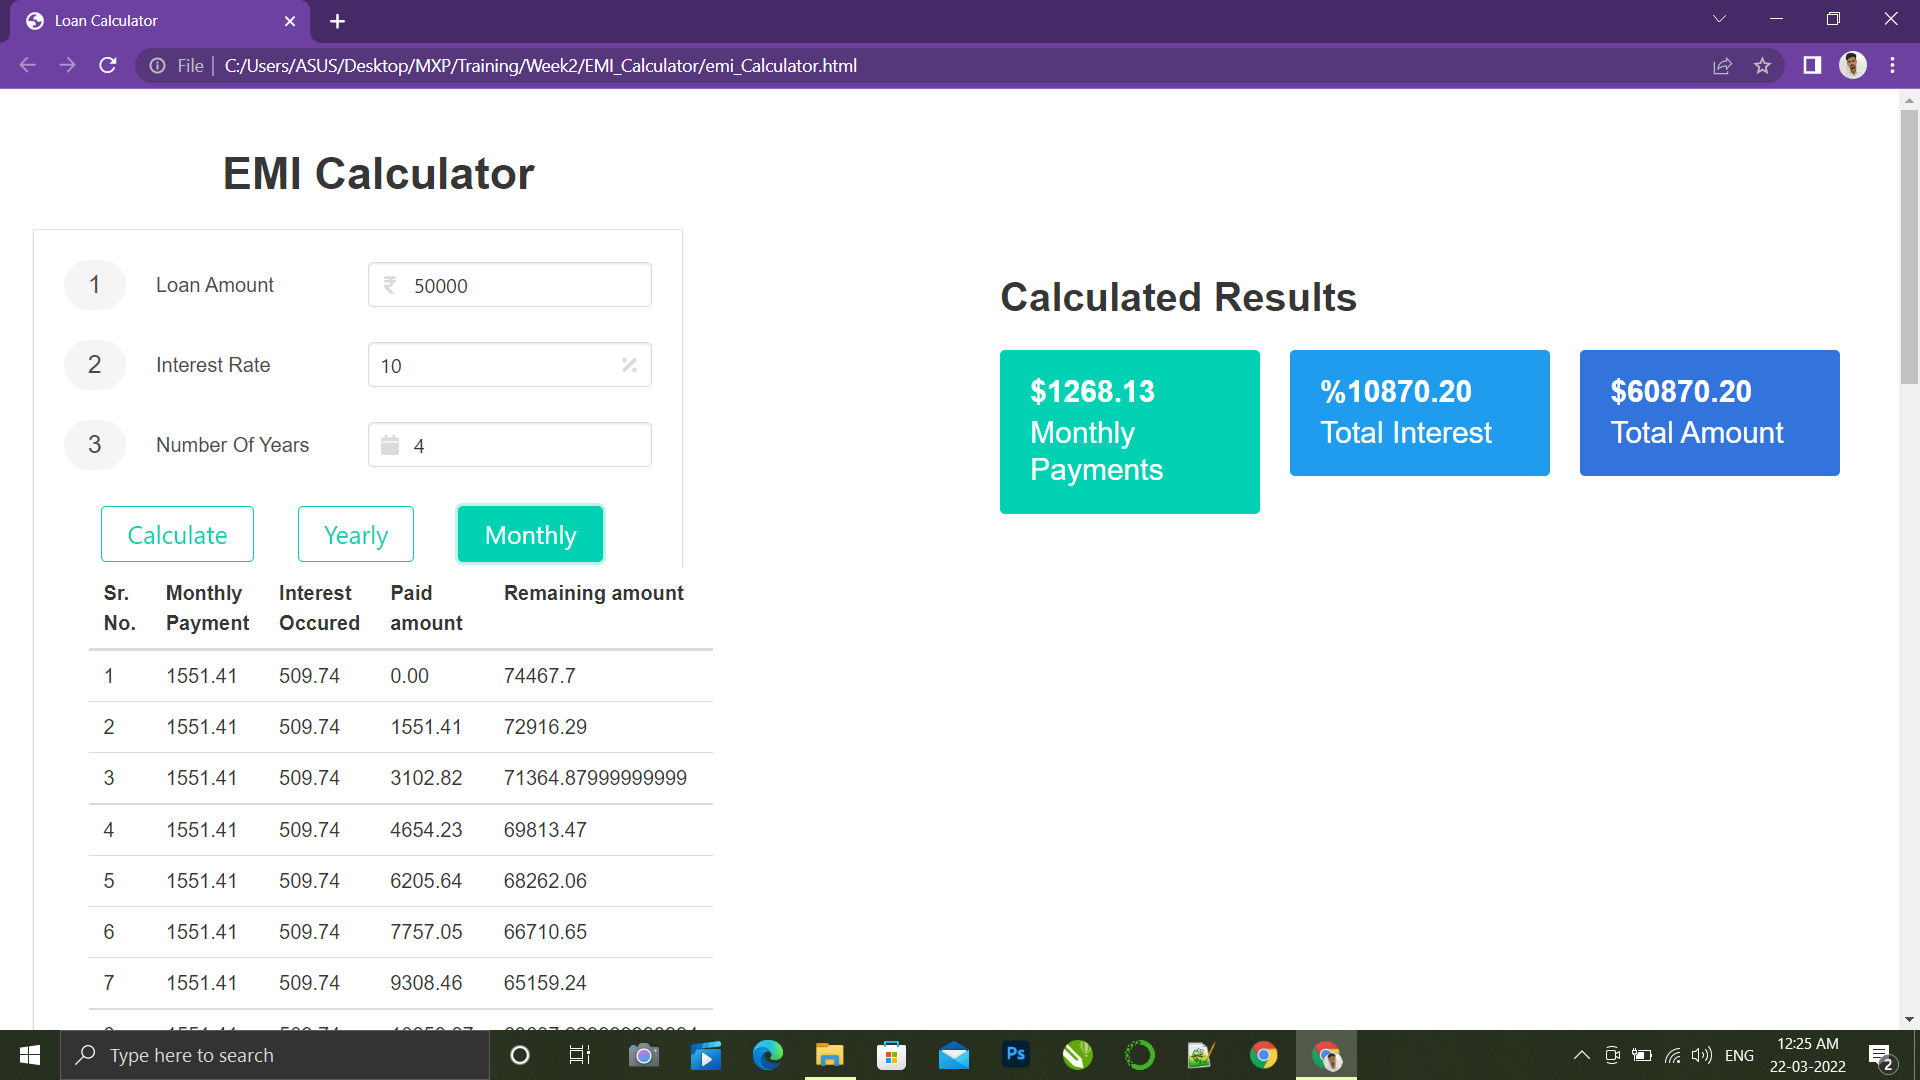 Loan Calculator
File | C:/Users/ASUS/Desktop/MXP/Training/Week2/EMI_Calculator/emi_Calculator.html
EMI Calculator
1 Loan Amount ₹ 50000
2 Interest Rate 10 %
3 Number Of Years 4
Calculate Yearly Monthly
Calculated Results
$1268.13
Monthly
Payments
%10870.20
Total Interest
$60870.20
Total Amount
Sr. No. Monthly Payment Interest Occured Paid amount Remaining amount
1 1551.41 509.74 0.00 74467.7
2 1551.41 509.74 1551.41 72916.29
3 1551.41 509.74 3102.82 71364.87999999999
4 1551.41 509.74 4654.23 69813.47
5 1551.41 509.74 6205.64 68262.06
6 1551.41 509.74 7757.05 66710.65
7 1551.41 509.74 9308.46 65159.24
Type here to search
Ps
ENG
12:25 AM
22-03-2022
2